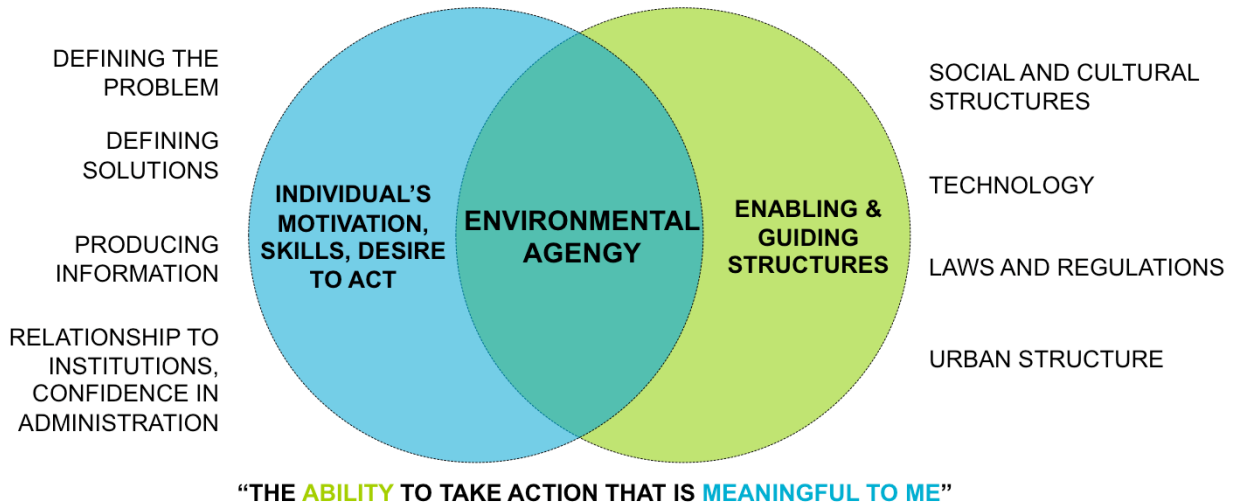 DEFINING THE
PROBLEM
DEFINING
SOLUTIONS
PRODUCING
INFORMATION
RELATIONSHIP TO
INSTITUTIONS,
CONFIDENCE IN
ADMINISTRATION
INDIVIDUAL’S
MOTIVATION,
SKILLS, DESIRE
TO ACT
ENVIRONMENTAL
AGENGY
ENABLING &
GUIDING
STRUCTURES
SOCIAL AND CULTURAL
STRUCTURES
TECHNOLOGY
LAWS AND REGULATIONS
URBAN STRUCTURE
“THE ABILITY TO TAKE ACTION THAT IS MEANINGFUL TO ME”